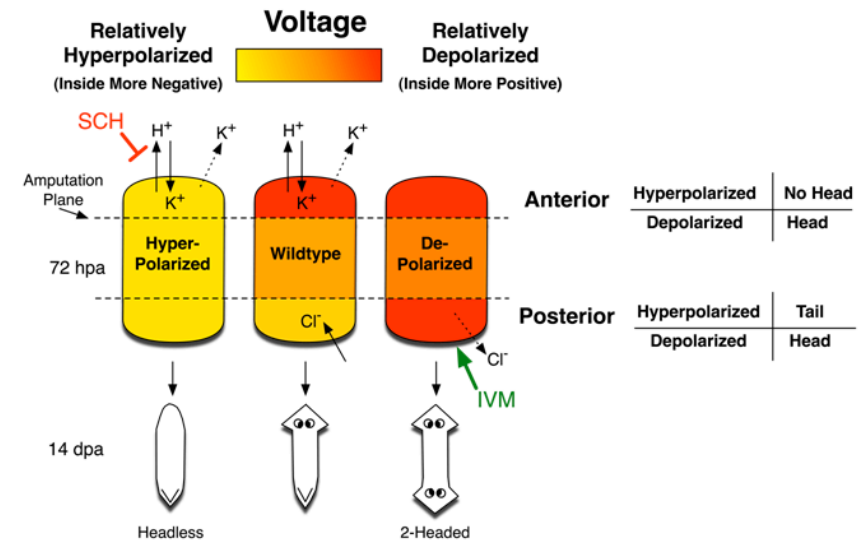 Voltage
Relatively
Hyperpolarized
(Inside More Negative)
Relatively
Depolarized
(Inside More Positive)
SCH
H+
K+
H+
K+
Amputation
Plane
K+
K+
Anterior
Hyperpolarized No Head
Depolarized Head
72 hpa
Hyper-
Polarized
Wildtype
De-
Polarized
Cl-
Posterior
Hyperpolarized Tail
Depolarized Head
Cl-
IVM
14 dpa
Headless
2-Headed